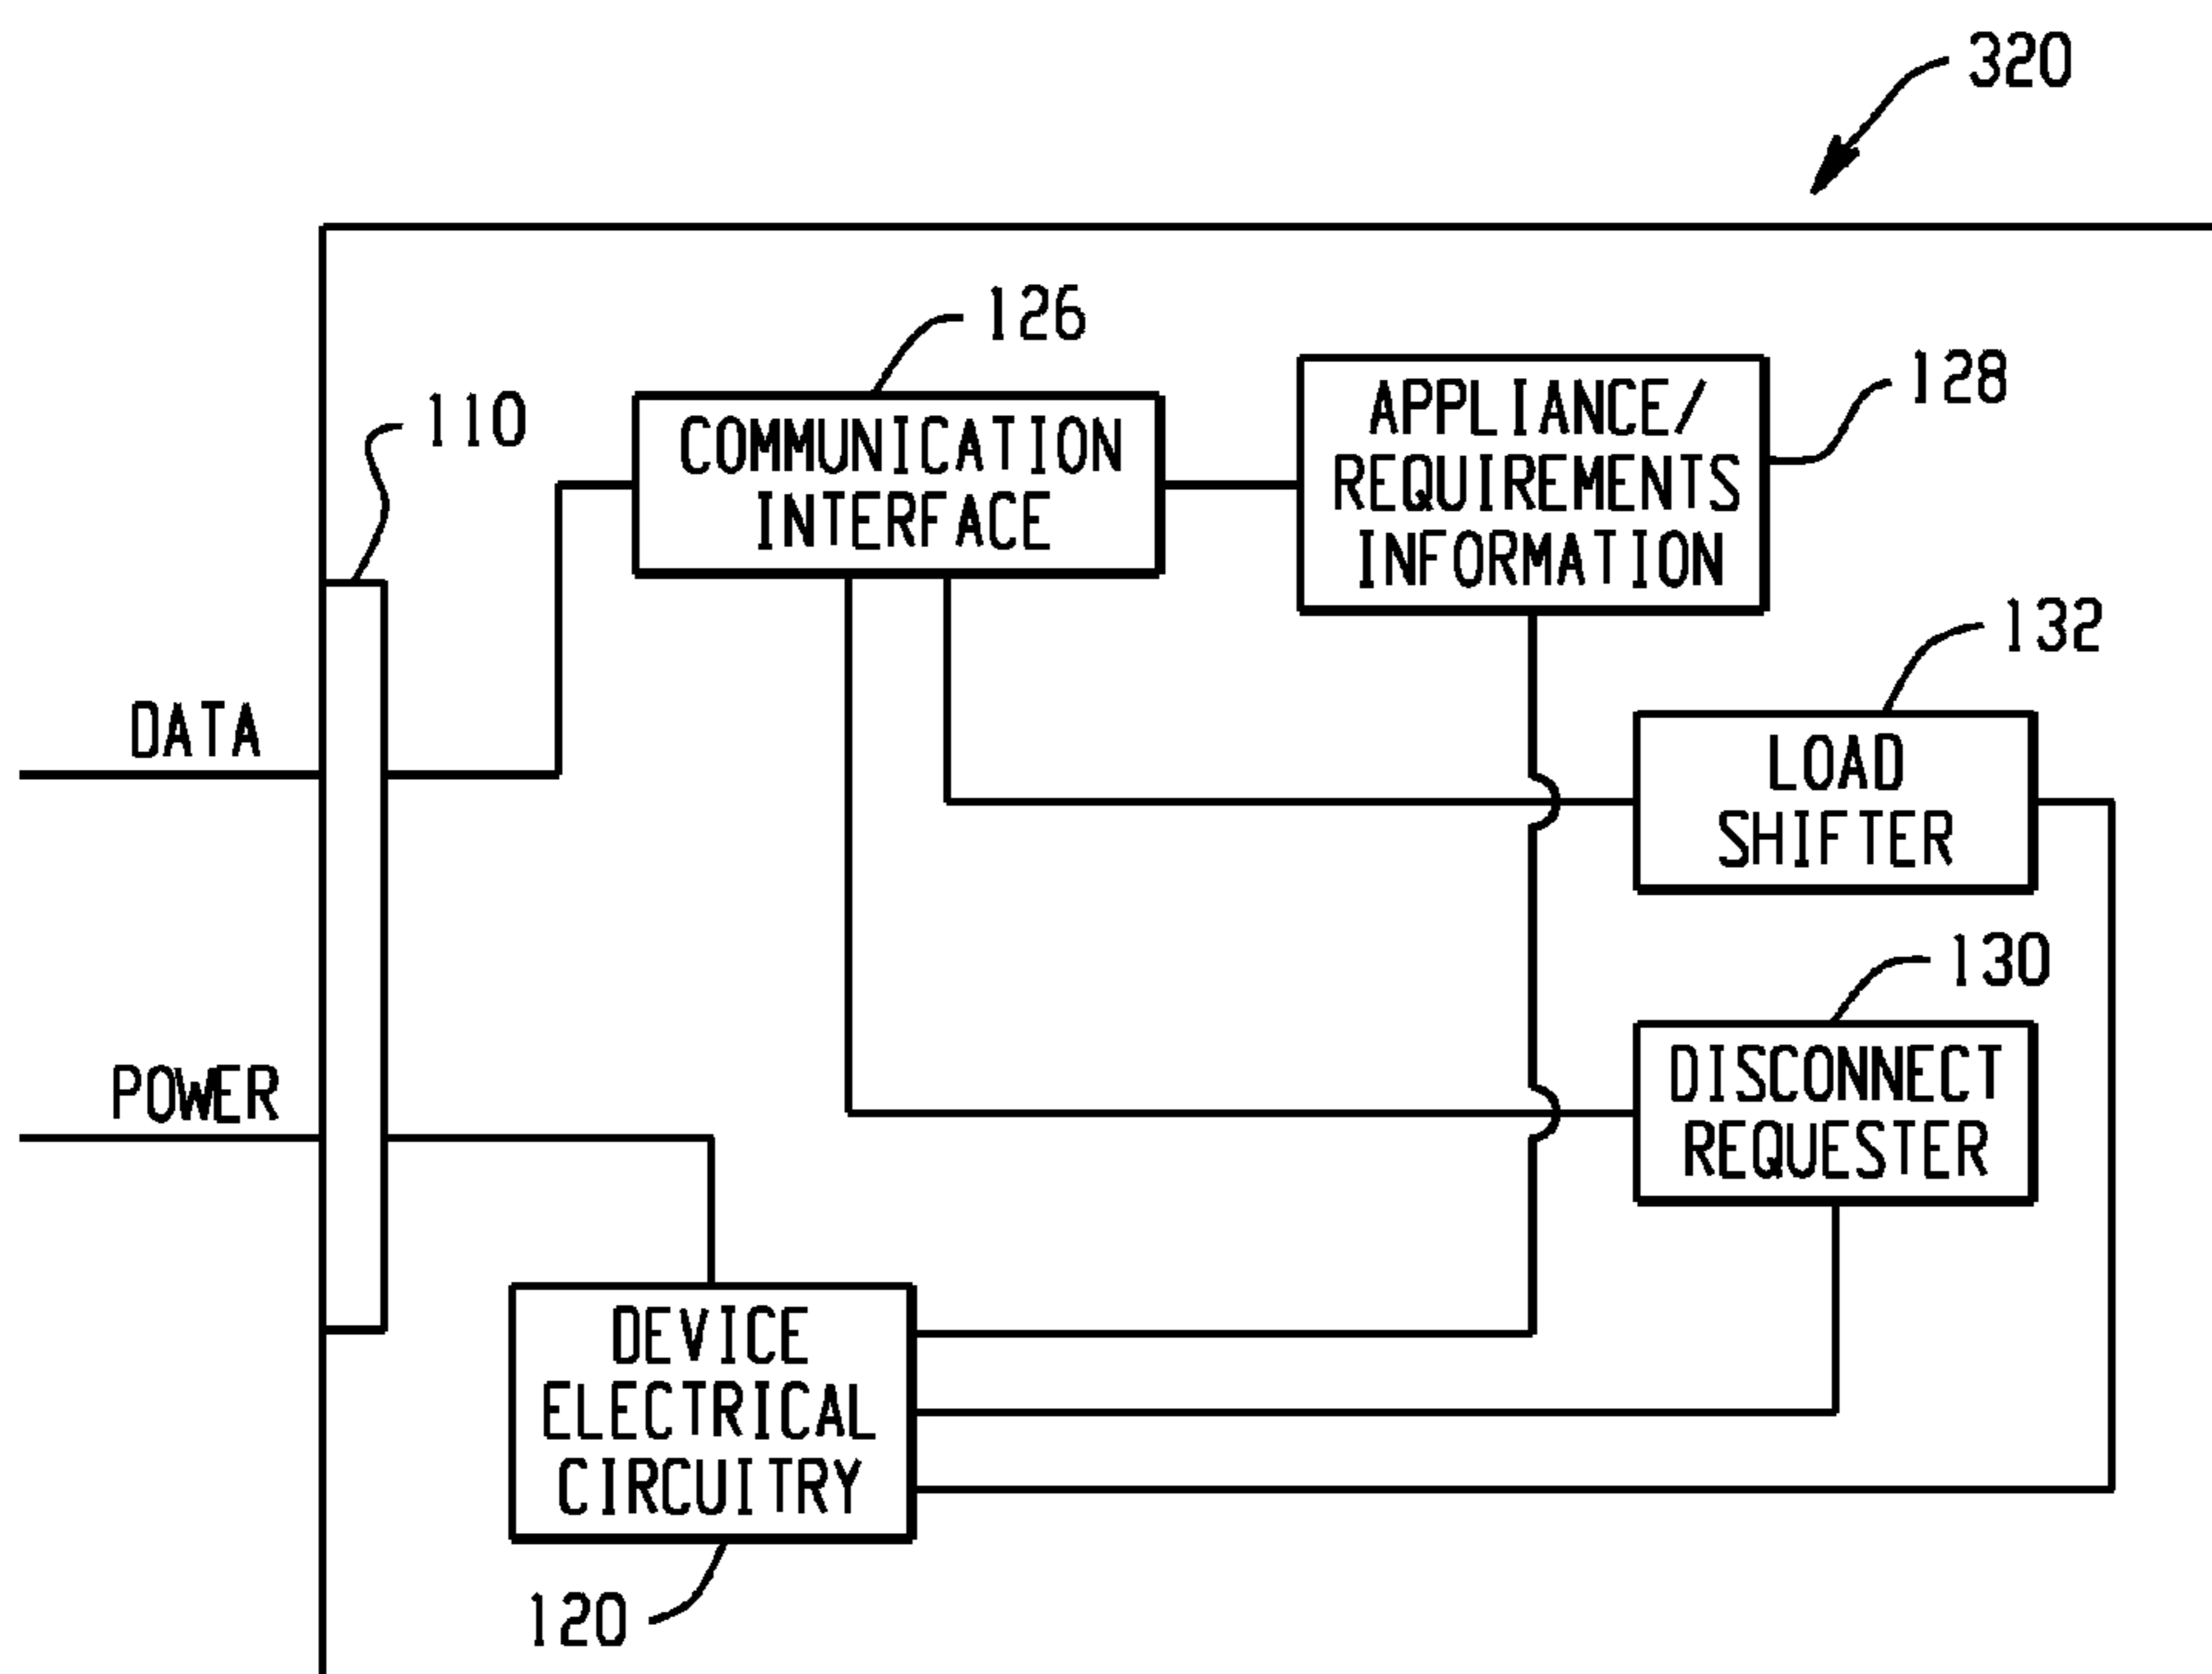 320
126
110
COMMUNICATION
INTERFACE
APPLIANCE/
REQUIREMENTS
INFORMATION
128
132
DATA
LOAD
SHIFTER
130
POWER
DISCONNECT
REQUESTER
DEVICE
ELECTRICAL
CIRCUITRY
120